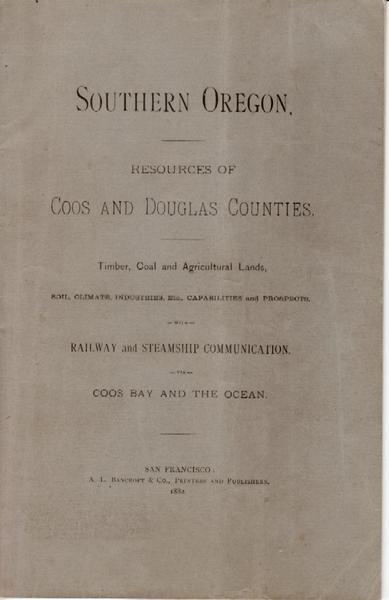 SOUTHERN OREGON.
RESOURCES OF
COOS AND DOUGLAS COUNTIES.
Timber, Coal and Agricultural Lands,
SOIL, CLIMATE, INDUSTRIES, Etc., CAPABILITIES and PROSPECTS,
—WITH—
RAILWAY and STEAMSHIP COMMUNICATION.
—VIA—
COOS BAY AND THE OCEAN.
SAN FRANCISCO:
A. L. BANCROFT & CO., PRINTERS AND PUBLISHERS.
1882